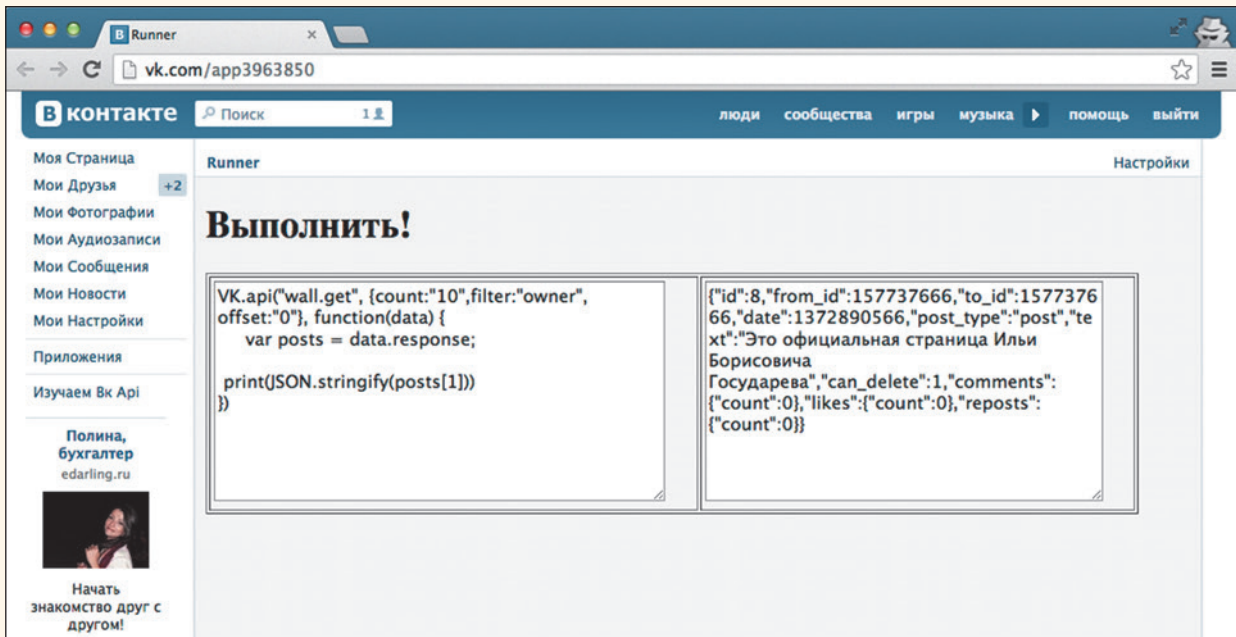 В Runner
vk.com/app3963850
В контакте
Поиск 1
люди сообщества игры музыка помощь выйти
Моя Страница
Мои Друзья +2
Мои Фотографии
Мои Аудиозаписи
Мои Сообщения
Мои Новости
Мои Настройки
Приложения
Изучаем Вк Api
Полина,
бухгалтер
edarling.ru
Начать
знакомство друг с
другом!
Runner Настройки
Выполнить!
VK.api("wall.get", {count:"10",filter:"owner",
offset:"0"}, function(data) {
var posts = data.response;
print(JSON.stringify(posts[1]))
})
{"id":8,"from_id":157737666,"to_id":1577376
66,"date":1372890566,"post_type":"post","te
xt":"Это официальная страница Ильи
Борисовича
Государева","can_delete":1,"comments":
{"count":0},"likes":{"count":0},"reposts":
{"count":0}}